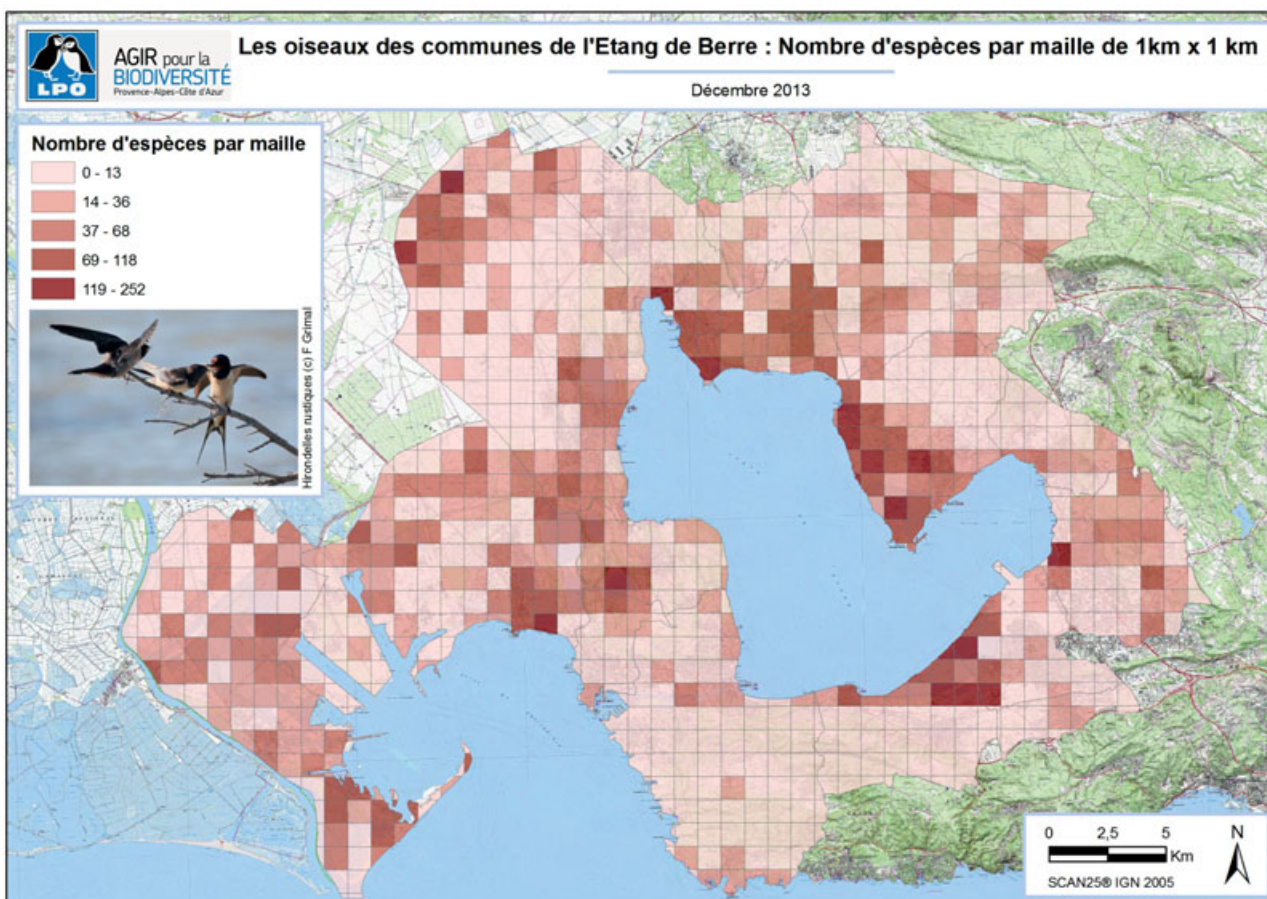 LPO
AGIR pour la
BIODIVERSITÉ
Provence-Alpes-Côte d'Azur
Les oiseaux des communes de l'Etang de Berre : Nombre d'espèces par maille de 1km x 1 km
Décembre 2013
Nombre d'espèces par maille
0 - 13
14 - 36
37 - 68
69 - 118
119 - 252
Hirondelles rustiques (c) F Grimal
0 2,5 5
Km
N
SCAN25® IGN 2005